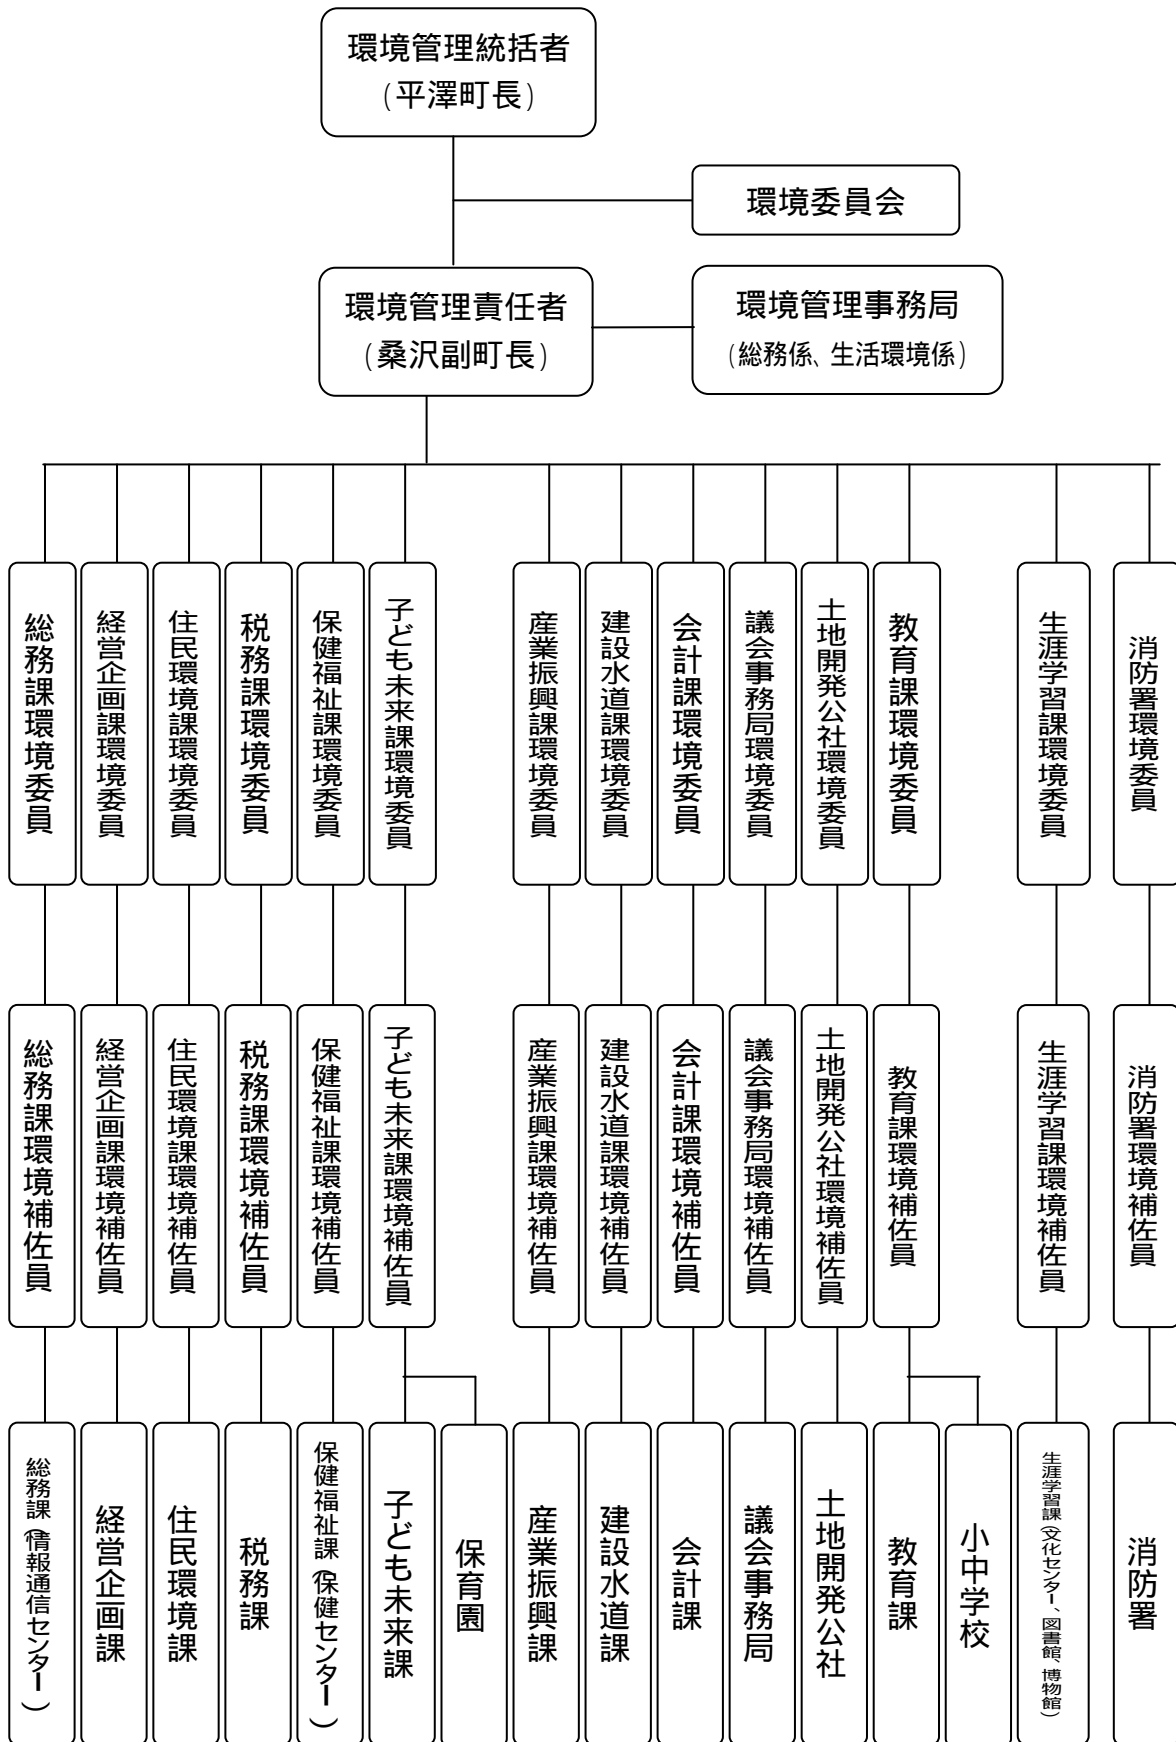 環境管理統括者
(平澤町長)
環境委員会
環境管理責任者
(桑沢副町長)
環境管理事務局
(総務係、生活環境係)
総務課環境委員
経営企画課環境委員
住民環境課環境委員
税務課環境委員
保健福祉課環境委員
子ども未来課環境委員
産業振興課環境委員
建設水道課環境委員
会計課環境委員
議会事務局環境委員
土地開発公社環境委員
教育課環境委員
生涯学習課環境委員
消防署環境委員
総務課環境補佐員
経営企画課環境補佐員
住民環境課環境補佐員
税務課環境補佐員
保健福祉課環境補佐員
子ども未来課環境補佐員
産業振興課環境補佐員
建設水道課環境補佐員
会計課環境補佐員
議会事務局環境補佐員
土地開発公社環境補佐員
教育課環境補佐員
生涯学習課環境補佐員
消防署環境補佐員
総務課(情報通信センター)
経営企画課
住民環境課
税務課
保健福祉課(保健センター)
子ども未来課
保育園
産業振興課
建設水道課
会計課
議会事務局
土地開発公社
教育課
小中学校
生涯学習課(文化センター、図書館、博物館)
消防署